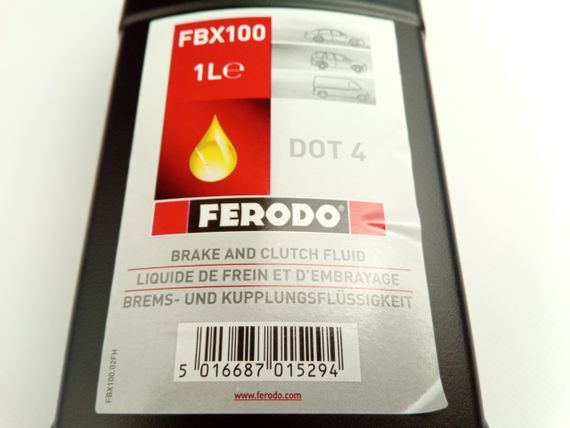 FBX100
1L℮
DOT 4
FERODO®
BRAKE AND CLUTCH FLUID
LIQUIDE DE FREIN ET D'EMBRAYAGE
BREMS- UND KUPPLUNGSFLÜSSIGKEIT
5 016687 015294
www.ferodo.com
FBX100.02FH